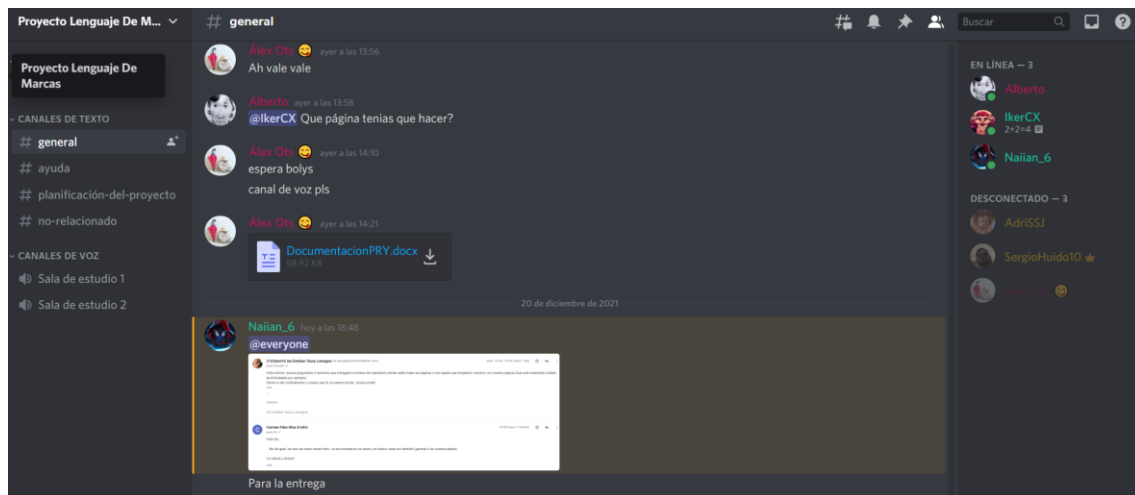 Proyecto Lenguaje De M...
Proyecto Lenguaje De
Marcas
CANALES DE TEXTO
# general
# ayuda
# planificación-del-proyecto
# no-relacionado
CANALES DE VOZ
Sala de estudio 1
Sala de estudio 2
# general
Buscar
Álex Ots ayer a las 13:56
Ah vale vale
Alberto ayer a las 13:58
@IkerCX Que página tenias que hacer?
Álex Ots ayer a las 14:10
espera bolys
canal de voz pls
Álex Ots ayer a las 14:21
DocumentacionPRY.docx
58.92 KB
20 de diciembre de 2021
Naiian_6 hoy a las 18:48
@everyone
Para la entrega
EN LÍNEA — 3
Alberto
IkerCX
2+2=4
Naiian_6
DESCONECTADO — 3
AdriSSJ
SergioHuido10
Álex Ots